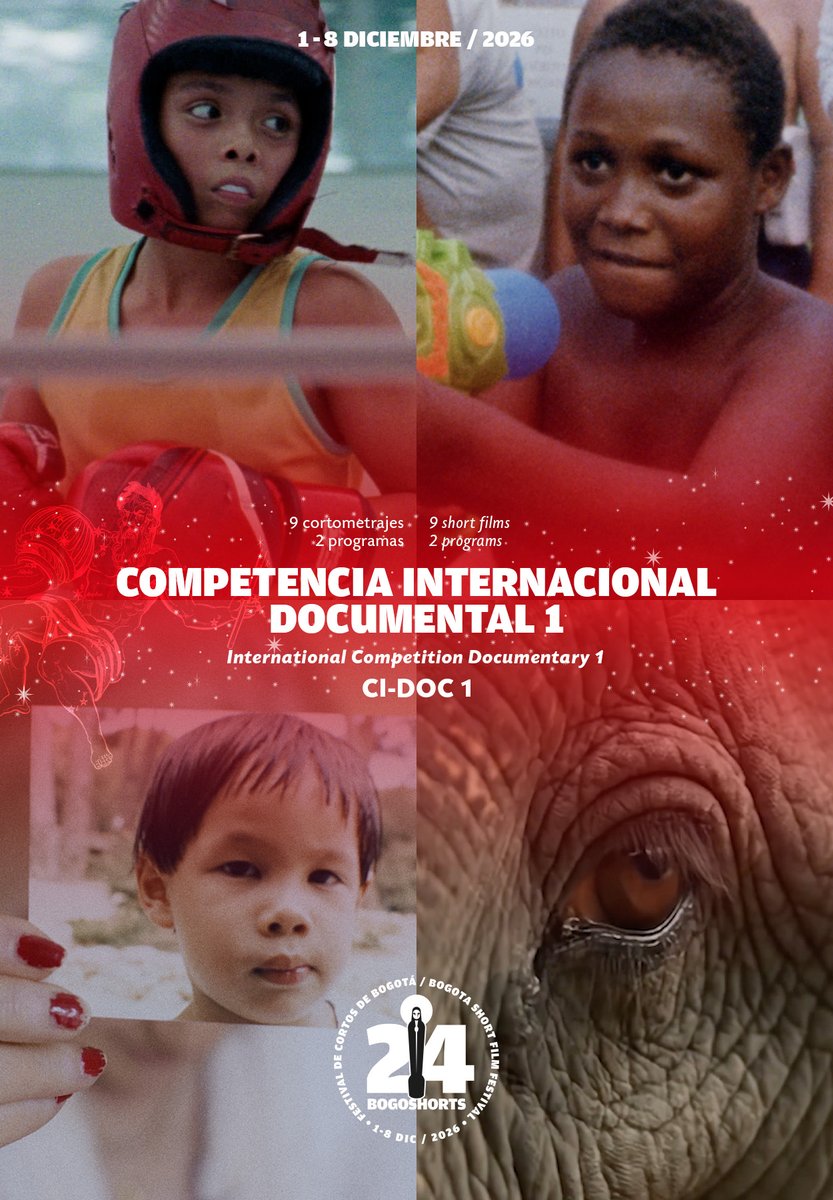 1 - 8 DICIEMBRE / 2026
9 cortometrajes
2 programas
9 short films
2 programs
COMPETENCIA INTERNACIONAL
DOCUMENTAL 1
International Competition Documentary 1
CI-DOC 1
FESTIVAL DE CORTOS DE BOGOTÁ / BOGOTA SHORT FILM FESTIVAL
24
BOGOSHORTS
• 1-8 DIC / 2026 •